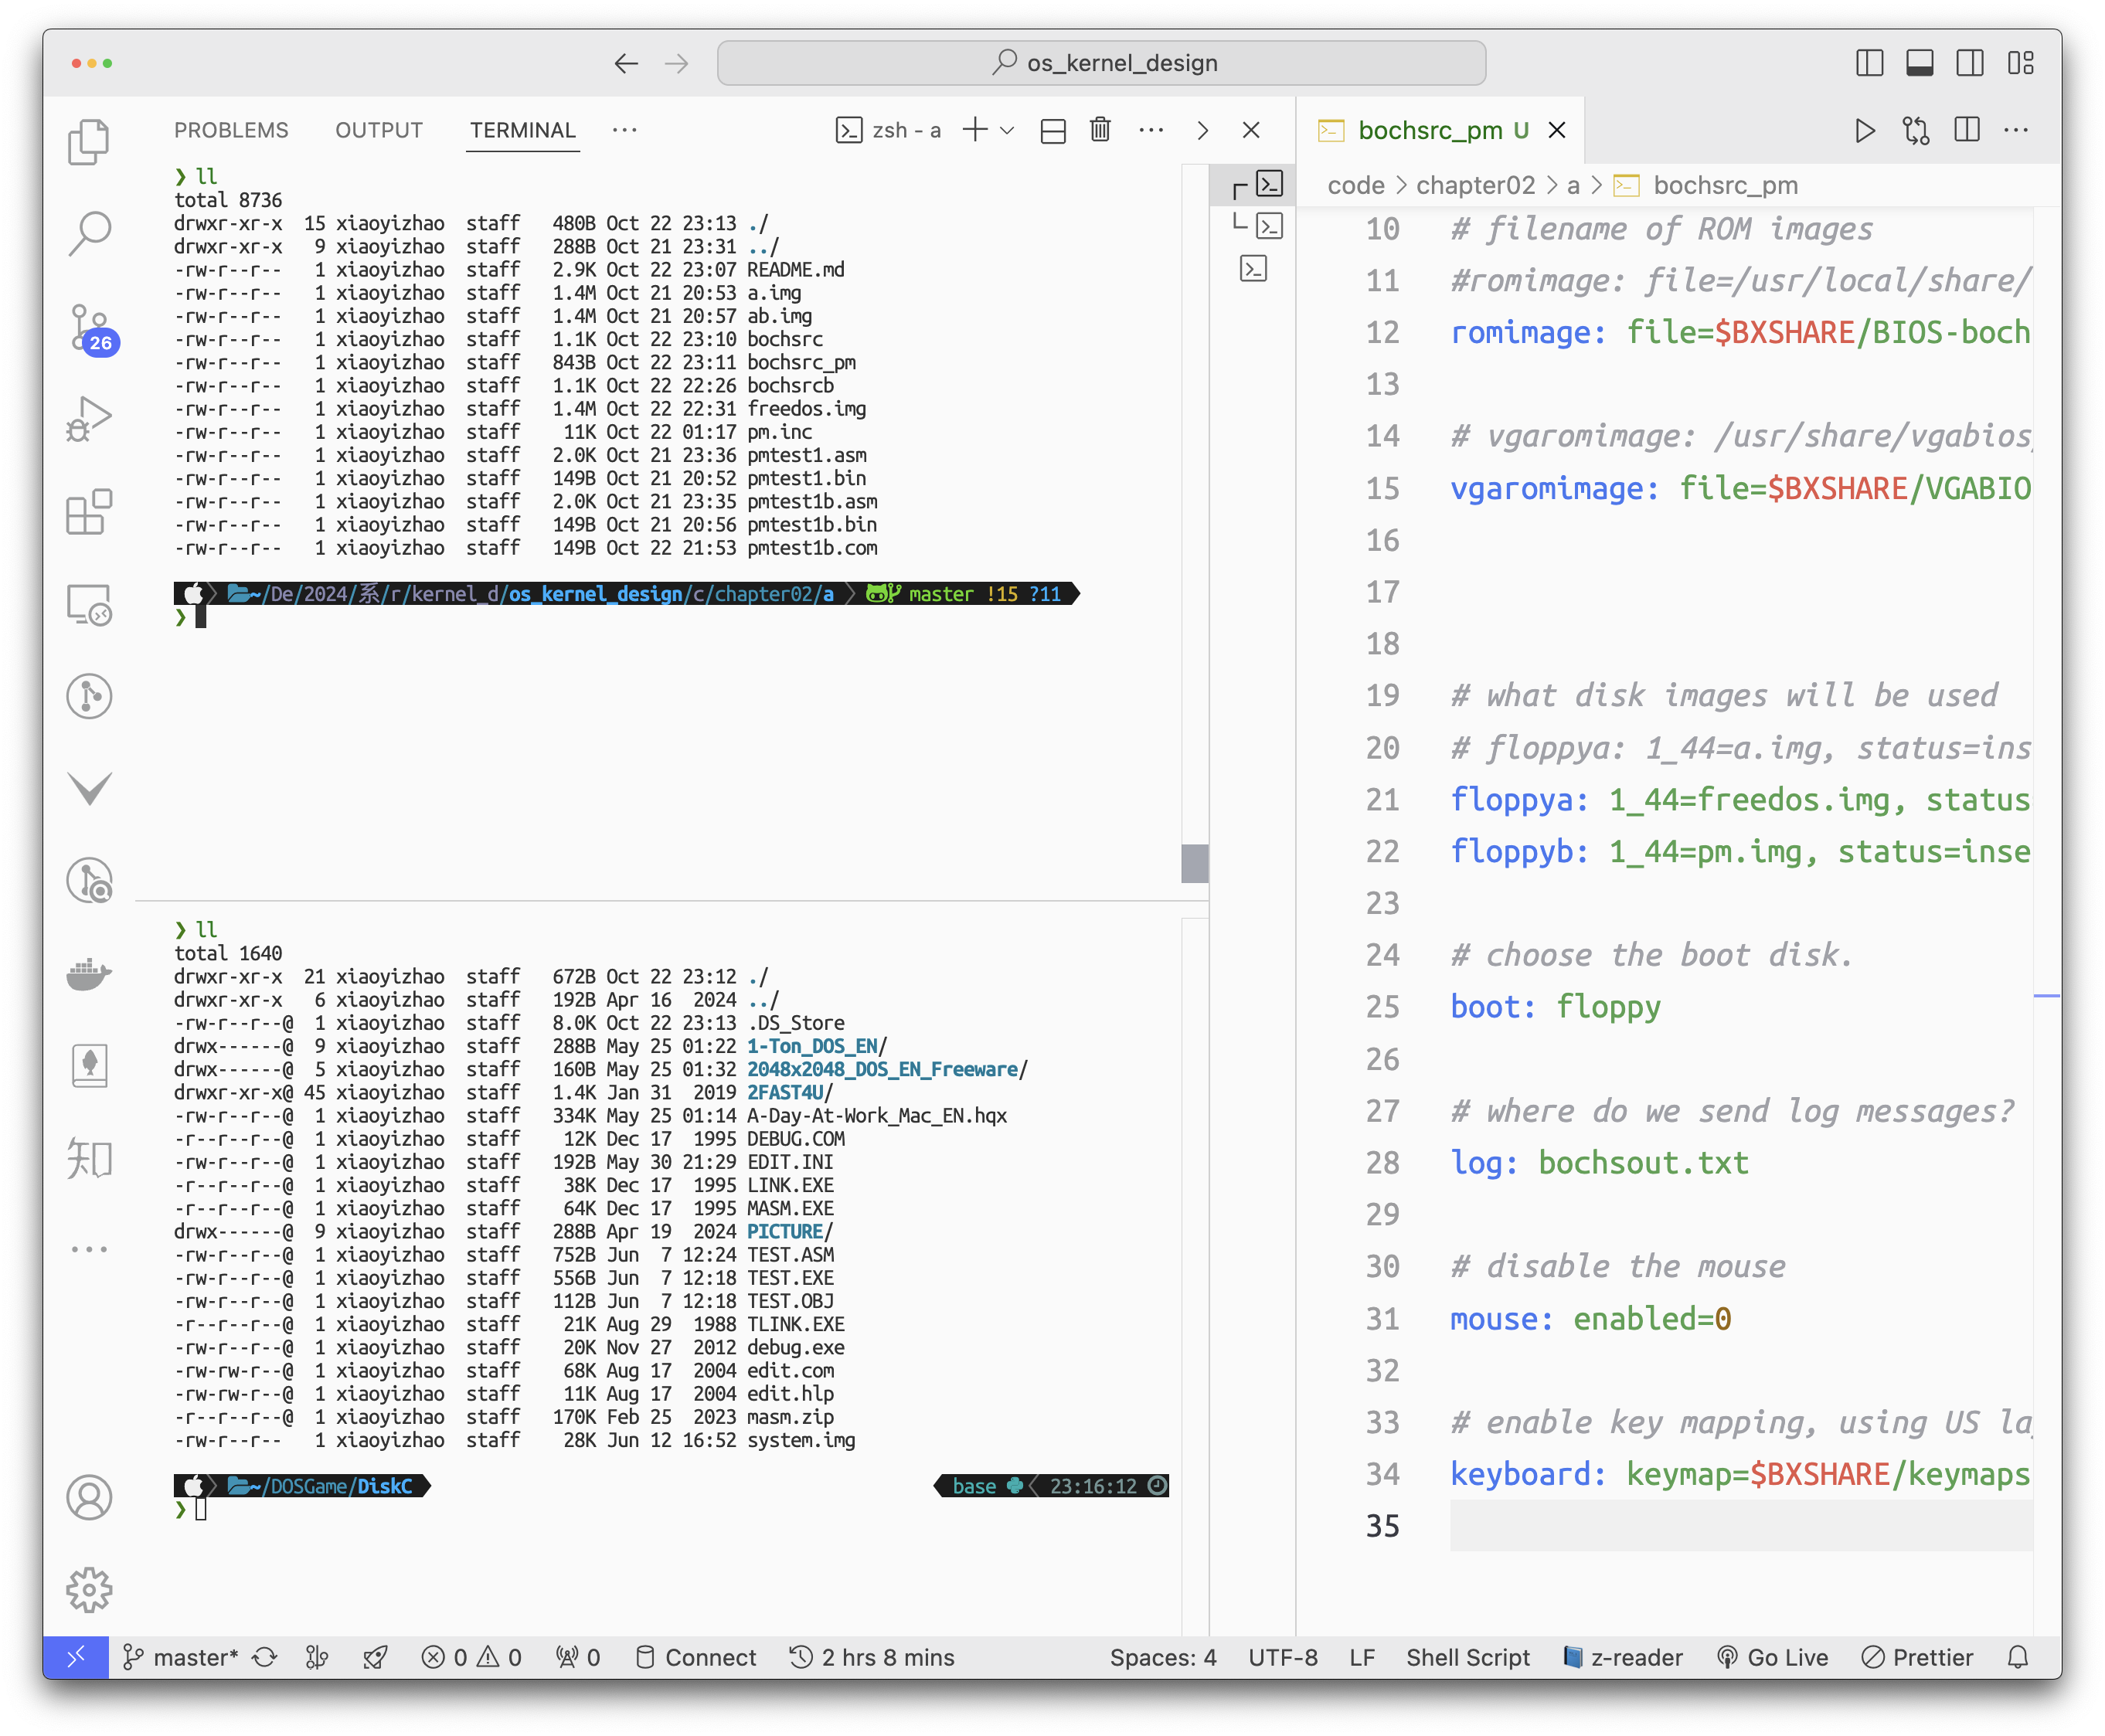 os_kernel_design
PROBLEMS OUTPUT TERMINAL ··· zsh - a
❯ ll
total 8736
drwxr-xr-x 15 xiaoyizhao staff 480B Oct 22 23:13 ./
drwxr-xr-x 9 xiaoyizhao staff 288B Oct 21 23:31 ../
-rw-r--r-- 1 xiaoyizhao staff 2.9K Oct 22 23:07 README.md
-rw-r--r-- 1 xiaoyizhao staff 1.4M Oct 21 20:53 a.img
-rw-r--r-- 1 xiaoyizhao staff 1.4M Oct 21 20:57 ab.img
-rw-r--r-- 1 xiaoyizhao staff 1.1K Oct 22 23:10 bochsrc
-rw-r--r-- 1 xiaoyizhao staff 843B Oct 22 23:11 bochsrc_pm
-rw-r--r-- 1 xiaoyizhao staff 1.1K Oct 22 22:26 bochsrcb
-rw-r--r-- 1 xiaoyizhao staff 1.4M Oct 22 22:31 freedos.img
-rw-r--r-- 1 xiaoyizhao staff 11K Oct 22 01:17 pm.inc
-rw-r--r-- 1 xiaoyizhao staff 2.0K Oct 21 23:36 pmtest1.asm
-rw-r--r-- 1 xiaoyizhao staff 149B Oct 21 20:52 pmtest1.bin
-rw-r--r-- 1 xiaoyizhao staff 2.0K Oct 21 23:35 pmtest1b.asm
-rw-r--r-- 1 xiaoyizhao staff 149B Oct 21 20:56 pmtest1b.bin
-rw-r--r-- 1 xiaoyizhao staff 149B Oct 22 21:53 pmtest1b.com
~/De/2024/系/r/kernel_d/os_kernel_design/c/chapter02/a master !15 ?11
❯
❯ ll
total 1640
drwxr-xr-x 21 xiaoyizhao staff 672B Oct 22 23:12 ./
drwxr-xr-x 6 xiaoyizhao staff 192B Apr 16 2024 ../
-rw-r--r--@ 1 xiaoyizhao staff 8.0K Oct 22 23:13 .DS_Store
drwx------@ 9 xiaoyizhao staff 288B May 25 01:22 1-Ton_DOS_EN/
drwx------@ 5 xiaoyizhao staff 160B May 25 01:32 2048x2048_DOS_EN_Freeware/
drwxr-xr-x@ 45 xiaoyizhao staff 1.4K Jan 31 2019 2FAST4U/
-rw-r--r--@ 1 xiaoyizhao staff 334K May 25 01:14 A-Day-At-Work_Mac_EN.hqx
-r--r--r--@ 1 xiaoyizhao staff 12K Dec 17 1995 DEBUG.COM
-rw-r--r--@ 1 xiaoyizhao staff 192B May 30 21:29 EDIT.INI
-r--r--r--@ 1 xiaoyizhao staff 38K Dec 17 1995 LINK.EXE
-r--r--r--@ 1 xiaoyizhao staff 64K Dec 17 1995 MASM.EXE
drwx------@ 9 xiaoyizhao staff 288B Apr 19 2024 PICTURE/
-rw-r--r--@ 1 xiaoyizhao staff 752B Jun 7 12:24 TEST.ASM
-rw-r--r--@ 1 xiaoyizhao staff 556B Jun 7 12:18 TEST.EXE
-rw-r--r--@ 1 xiaoyizhao staff 112B Jun 7 12:18 TEST.OBJ
-r--r--r--@ 1 xiaoyizhao staff 21K Aug 29 1988 TLINK.EXE
-rw-r--r--@ 1 xiaoyizhao staff 20K Nov 27 2012 debug.exe
-rw-rw-r--@ 1 xiaoyizhao staff 68K Aug 17 2004 edit.com
-rw-rw-r--@ 1 xiaoyizhao staff 11K Aug 17 2004 edit.hlp
-r--r--r--@ 1 xiaoyizhao staff 170K Feb 25 2023 masm.zip
-rw-r--r-- 1 xiaoyizhao staff 28K Jun 12 16:52 system.img
~/DOSGame/DiskC base 23:16:12
❯
26
知
bochsrc_pm U
code > chapter02 > a > bochsrc_pm
10 # filename of ROM images
11 #romimage: file=/usr/local/share/
12 romimage: file=$BXSHARE/BIOS-boch
13
14 # vgaromimage: /usr/share/vgabios
15 vgaromimage: file=$BXSHARE/VGABIO
16
17
18
19 # what disk images will be used
20 # floppya: 1_44=a.img, status=ins
21 floppya: 1_44=freedos.img, status
22 floppyb: 1_44=pm.img, status=inse
23
24 # choose the boot disk.
25 boot: floppy
26
27 # where do we send log messages?
28 log: bochsout.txt
29
30 # disable the mouse
31 mouse: enabled=0
32
33 # enable key mapping, using US la
34 keyboard: keymap=$BXSHARE/keymaps
35
master* 0 0 0 Connect 2 hrs 8 mins Spaces: 4 UTF-8 LF Shell Script z-reader Go Live Prettier